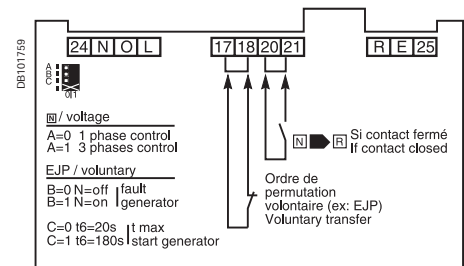 DB101759
24 N O L
17 18 20 21
R E 25
A
B
C
0 1
N / voltage
A=0 1 phase control
A=1 3 phases control
EJP / voluntary
B=0 N=off fault
B=1 N=on generator
C=0 t6=20s t max
C=1 t6=180s start generator
N R Si contact fermé
If contact closed
Ordre de
permutation
volontaire (ex: EJP)
Voluntary transfer